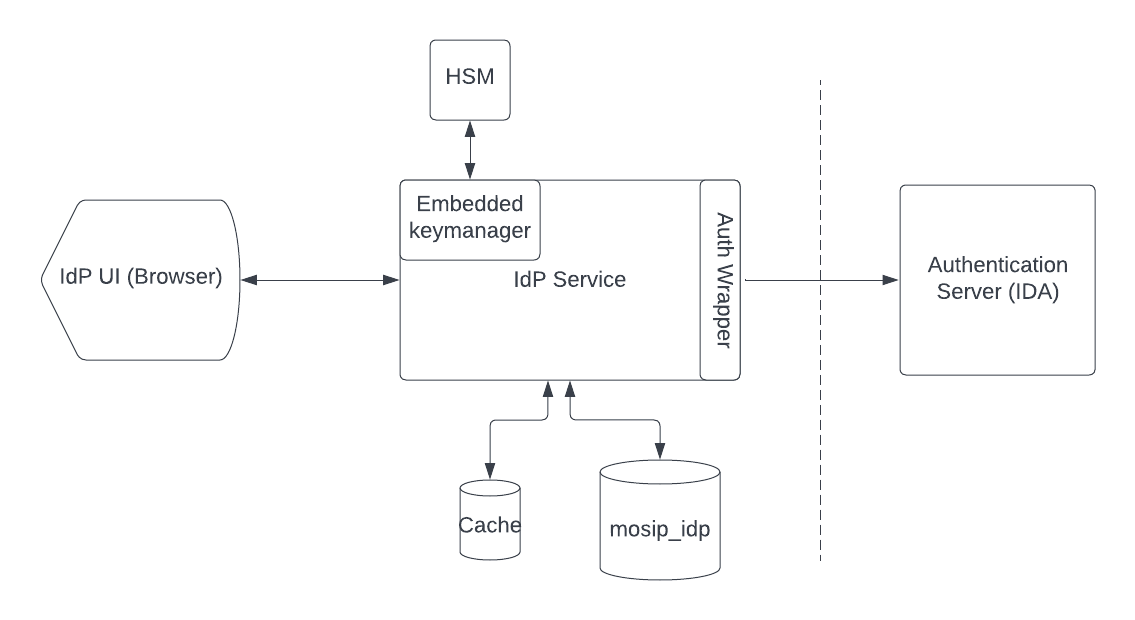 HSM
Embedded
keymanager
IdP UI (Browser)
IdP Service
Auth Wrapper
Authentication
Server (IDA)
Cache
mosip_idp